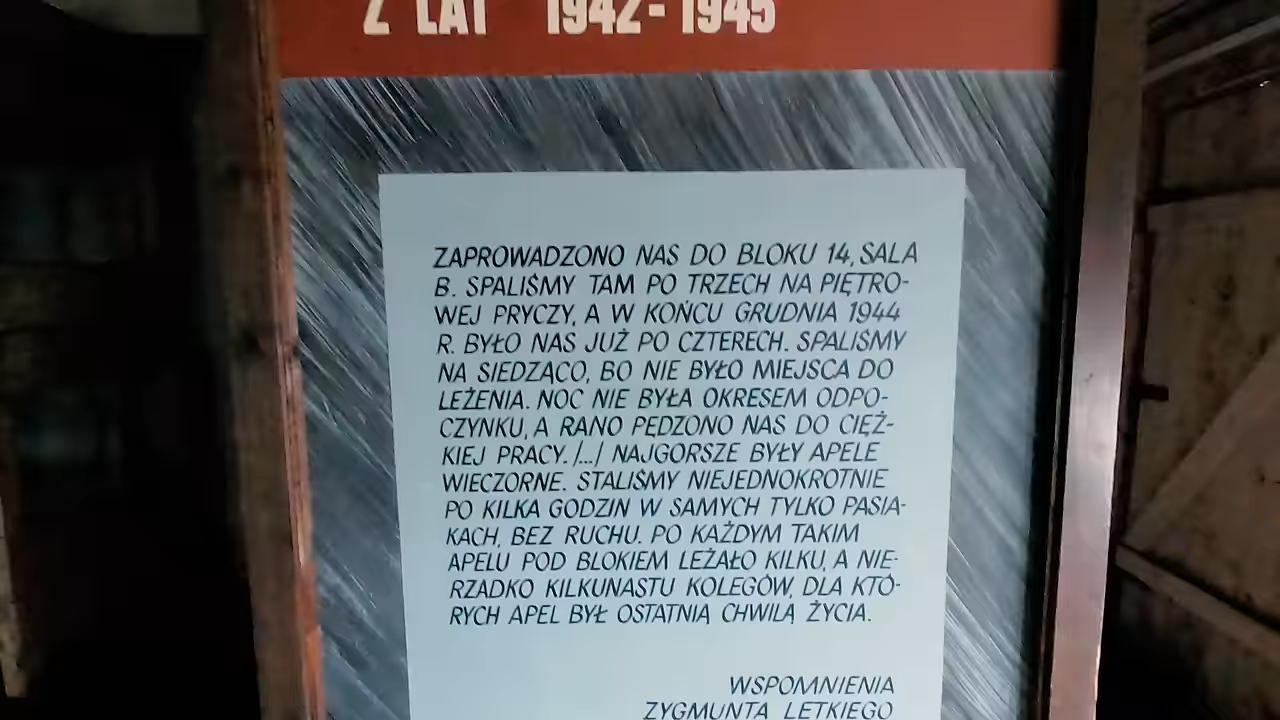 Z LAT 1942-1945
ZAPROWADZONO NAS DO BLOKU 14, SALA
B. SPALIŚMY TAM PO TRZECH NA PIĘTRO-
WEJ PRYCZY, A W KOŃCU GRUDNIA 1944
R. BYŁO NAS JUŻ PO CZTERECH. SPALIŚMY
NA SIEDZĄCO, BO NIE BYŁO MIEJSCA DO
LEŻENIA. NOC NIE BYŁA OKRESEM ODPO-
CZYNKU, A RANO PĘDZONO NAS DO CIĘŻ-
KIEJ PRACY. /.../ NAJGORSZE BYŁY APELE
WIECZORNE. STALIŚMY NIEJEDNOKROTNIE
PO KILKA GODZIN W SAMYCH TYLKO PASIA-
KACH, BEZ RUCHU. PO KAŻDYM TAKIM
APELU POD BLOKIEM LEŻAŁO KILKU, A NIE-
RZADKO KILKUNASTU KOLEGÓW, DLA KTÓ-
RYCH APEL BYŁ OSTATNIĄ CHWILĄ ŻYCIA.
WSPOMNIENIA
ZYGMUNTA LETKIEGO